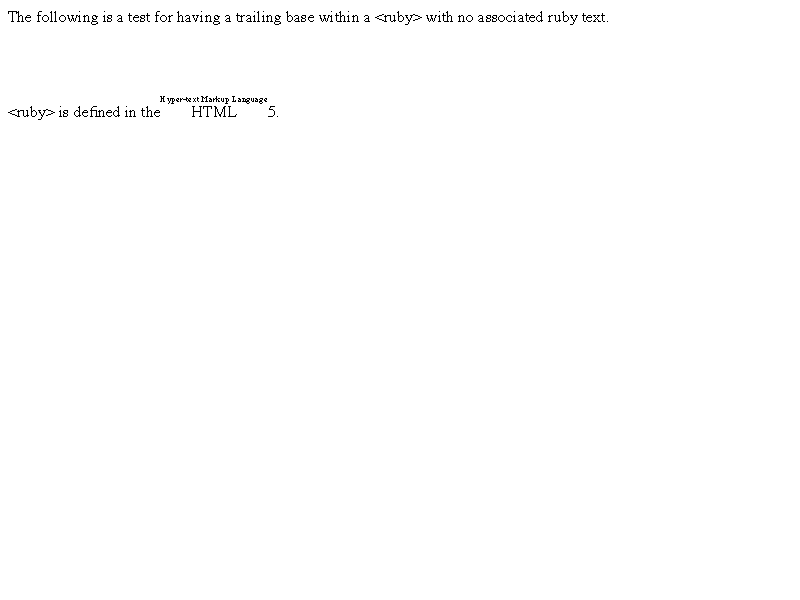 The following is a test for having a trailing base within a <ruby> with no associated ruby text.
Hyper-text Markup Language
<ruby> is defined in the HTML 5.